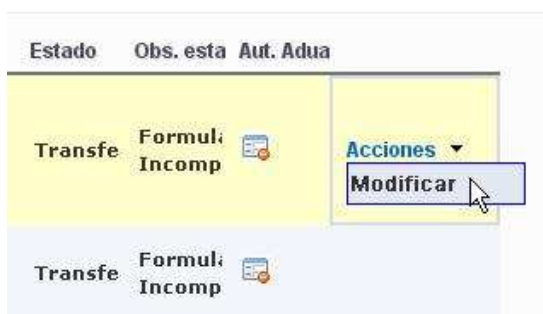 Estado Obs. esta Aut. Adua
Transfe Formul Incomp Acciones
Modificar
Transfe Formul Incomp